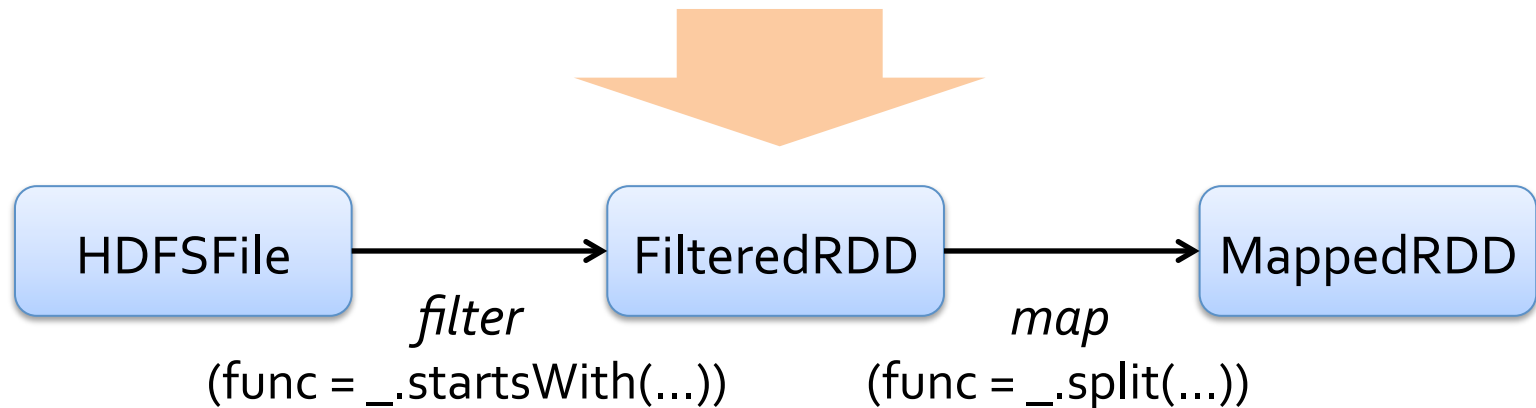 HDFSFile
FilteredRDD
MappedRDD
filter
(func = _.startsWith(...))
map
(func = _.split(...))